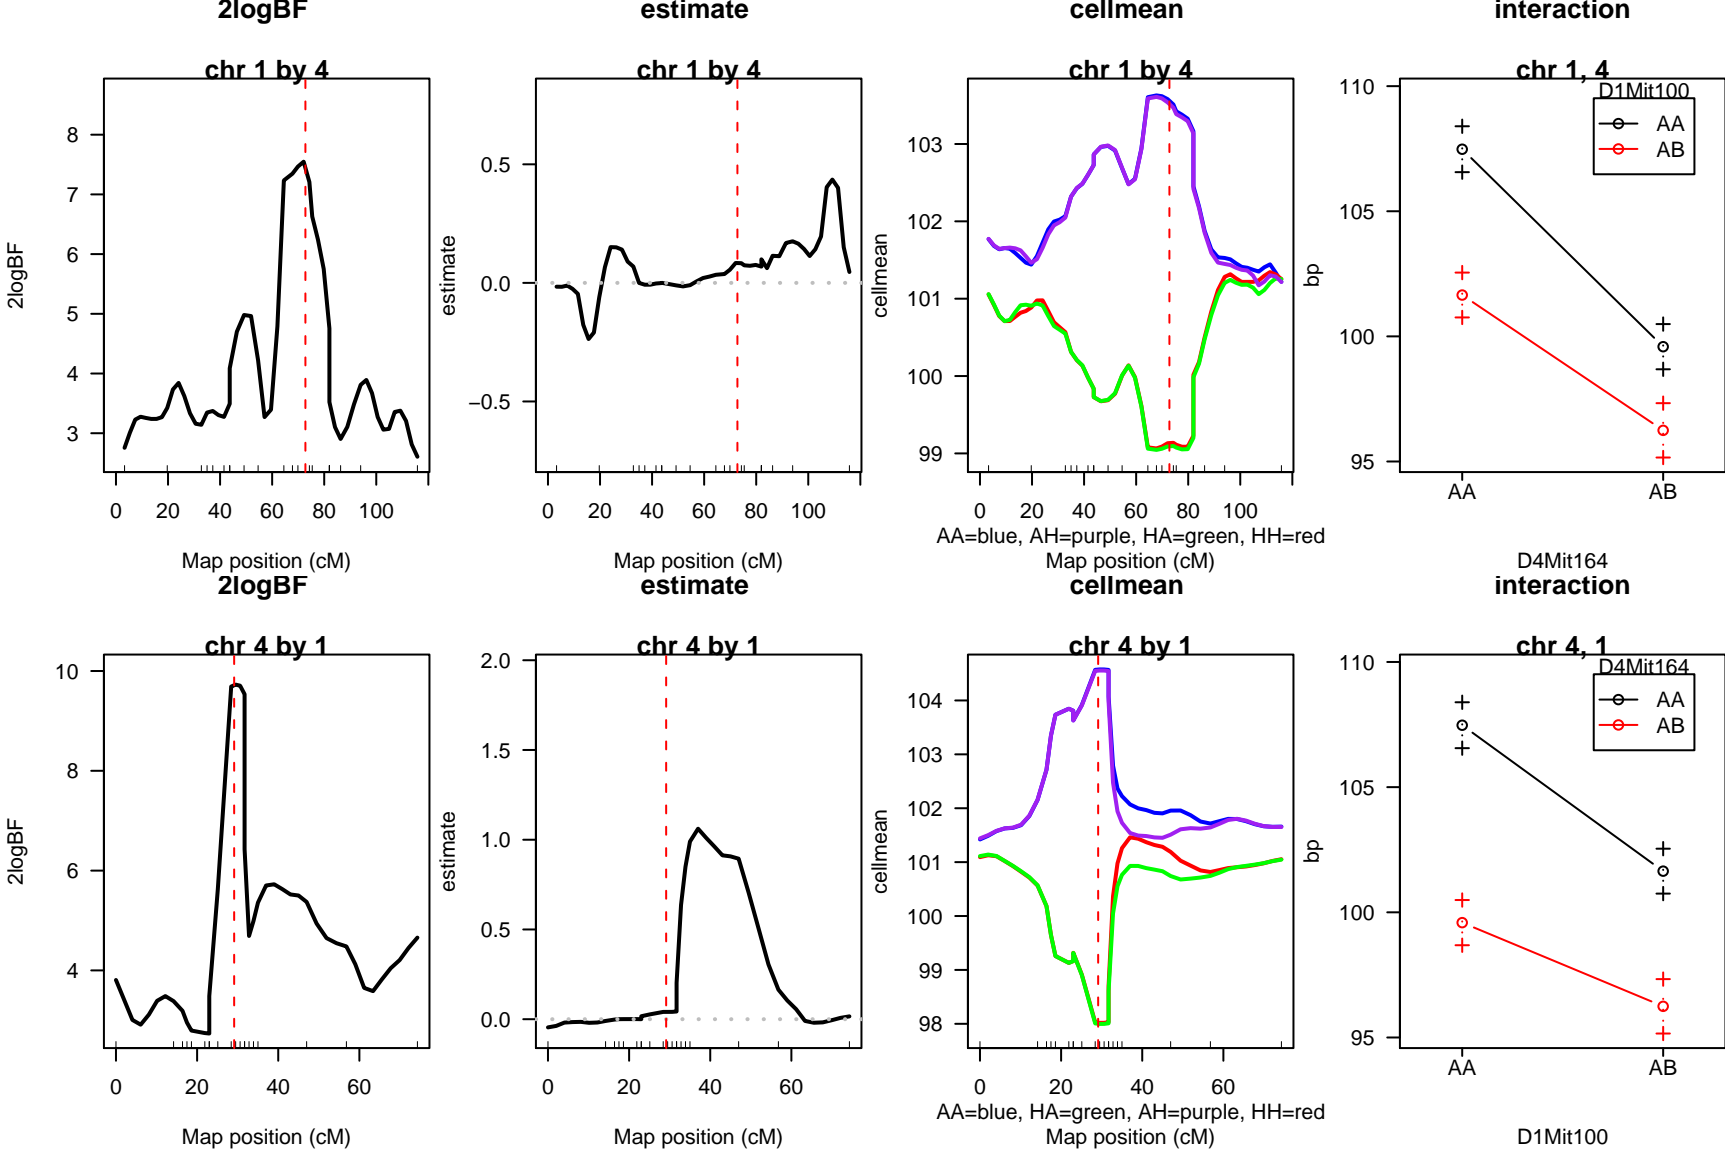 2logBF
estimate
cellmean
interaction
chr 1 by 4
chr 1 by 4
chr 1 by 4
chr 1, 4
2logBF
8
7
6
5
4
3
0 20 40 60 80 100
Map position (cM)
estimate
0.5
0.0
−0.5
0 20 40 60 80 100
Map position (cM)
cellmean
103
102
101
100
99
0 20 40 60 80 100
AA=blue, AH=purple, HA=green, HH=red
Map position (cM)
bp
110
105
100
95
D1Mit100
AA
AB
AA AB
D4Mit164
2logBF
estimate
cellmean
interaction
chr 4 by 1
chr 4 by 1
chr 4 by 1
chr 4, 1
2logBF
10
8
6
4
0 20 40 60
Map position (cM)
estimate
2.0
1.5
1.0
0.5
0.0
0 20 40 60
Map position (cM)
cellmean
104
103
102
101
100
99
98
0 20 40 60
AA=blue, HA=green, AH=purple, HH=red
Map position (cM)
bp
110
105
100
95
D4Mit164
AA
AB
AA AB
D1Mit100